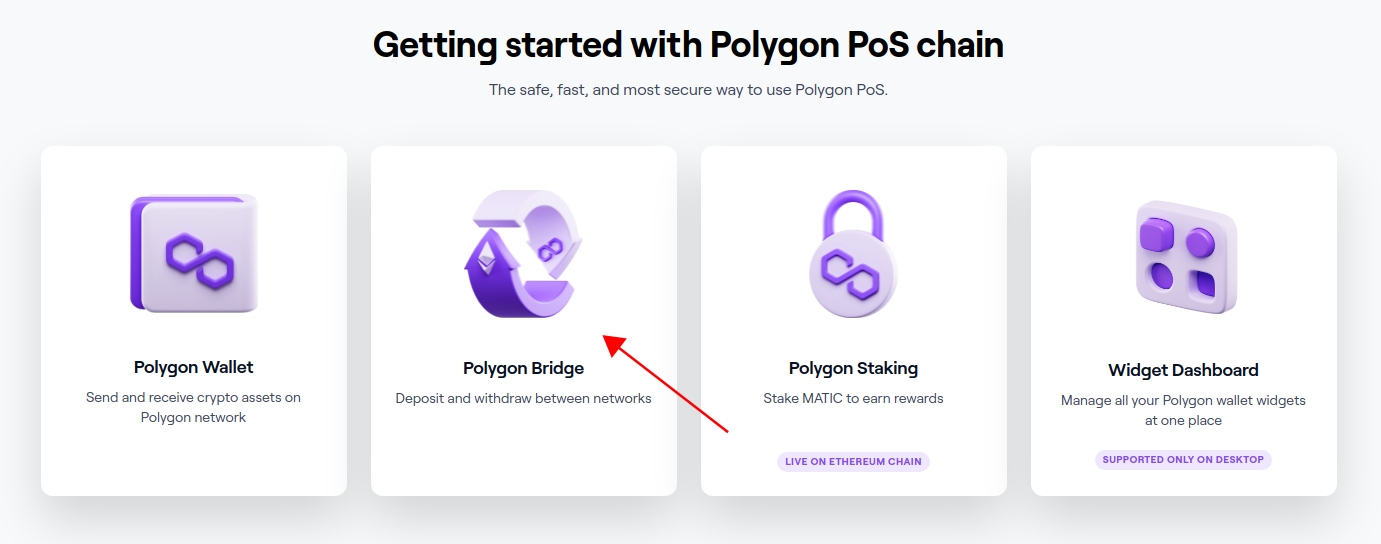 Getting started with Polygon PoS chain
The safe, fast, and most secure way to use Polygon PoS.
Polygon Wallet
Send and receive crypto assets on
Polygon network
Polygon Bridge
Deposit and withdraw between networks
Polygon Staking
Stake MATIC to earn rewards
LIVE ON ETHEREUM CHAIN
Widget Dashboard
Manage all your Polygon wallet widgets
at one place
SUPPORTED ONLY ON DESKTOP